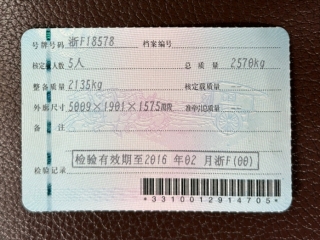 号牌号码 浙F18578 档案编号
核定载人数 5人 总 质 量 2570kg
整备质量 2135kg 核定载质量
外廓尺寸 5009×1901×1575mm 准牵引总质量
备 注
检验有效期至2016 年02 月浙F(00)
检验记录
*3310012914705*